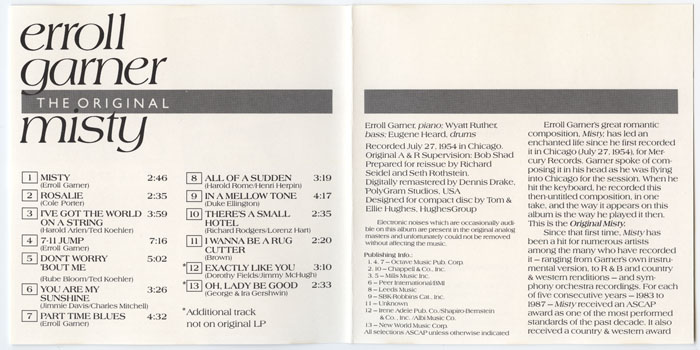 erroll
garner
THE ORIGINAL
misty
1 MISTY 2:46
(Erroll Garner)
2 ROSALIE 2:35
(Cole Porter)
3 I'VE GOT THE WORLD 3:59
ON A STRING
(Harold Arlen/Ted Koehler)
4 7-11 JUMP 7:16
(Erroll Garner)
5 DON'T WORRY 5:02
'BOUT ME
(Rube Bloom/Ted Koehler)
6 YOU ARE MY 2:36
SUNSHINE
(Jimmie Davis/Charles Mitchell)
7 PART TIME BLUES 4:32
(Erroll Garner)
8 ALL OF A SUDDEN 3:19
(Harold Rome/Henri Herpin)
9 IN A MELLOW TONE 4:17
(Duke Ellington)
10 THERE'S A SMALL 2:35
HOTEL
(Richard Rodgers/Lorenz Hart)
11 I WANNA BE A RUG 2:20
CUTTER
(Brown)
*12 EXACTLY LIKE YOU 3:10
(Dorothy Fields/Jimmy McHugh)
*13 OH, LADY BE GOOD 2:33
(George & Ira Gershwin)
*Additional track
not on original LP
Erroll Garner, piano; Wyatt Ruther,
bass; Eugene Heard, drums
Recorded July 27, 1954 in Chicago.
Original A & R Supervision: Bob Shad
Prepared for reissue by Richard
Seidel and Seth Rothstein.
Digitally remastered by Dennis Drake,
PolyGram Studios, USA
Designed for compact disc by Tom &
Ellie Hughes, HughesGroup
Electronic noises which are occasionally audi-
ble on this album are present in the original analog
masters and unfortunately could not be removed
without affecting the music.
Publishing Info.:
1, 4, 7 – Octave Music Pub. Corp
2, 10 – Chappell & Co., Inc.
3, 5 – Mills Music Inc.
6 – Peer International/BMI
8 – Leeds Music
9 – SBK-Robbins Cat., Inc.
11 – Unknown
12 – Irene Adele Pub. Co./Shapiro-Bernstein
& Co., Inc. /Albi Music Co.
13 – New World Music Corp.
All selections ASCAP unless otherwise indicated
Erroll Garner's great romantic
composition, Misty, has led an
enchanted life since he first recorded
it in Chicago (July 27, 1954), for Mer-
cury Records. Garner spoke of com-
posing it in his head as he was flying
into Chicago for the session. When he
hit the keyboard, he recorded this
then-untitled composition, in one
take, and the way it appears on this
album is the way he played it then.
This is the Original Misty.
Since that first time, Misty has
been a hit for numerous artists
among the many who have recorded
it – ranging from Garner's own instru-
mental version, to R & B and country
& western renditions – and sym-
phony orchestra recordings. For each
of five consecutive years – 1983 to
1987 – Misty received an ASCAP
award as one of the most performed
standards of the past decade. It also
received a country & western award